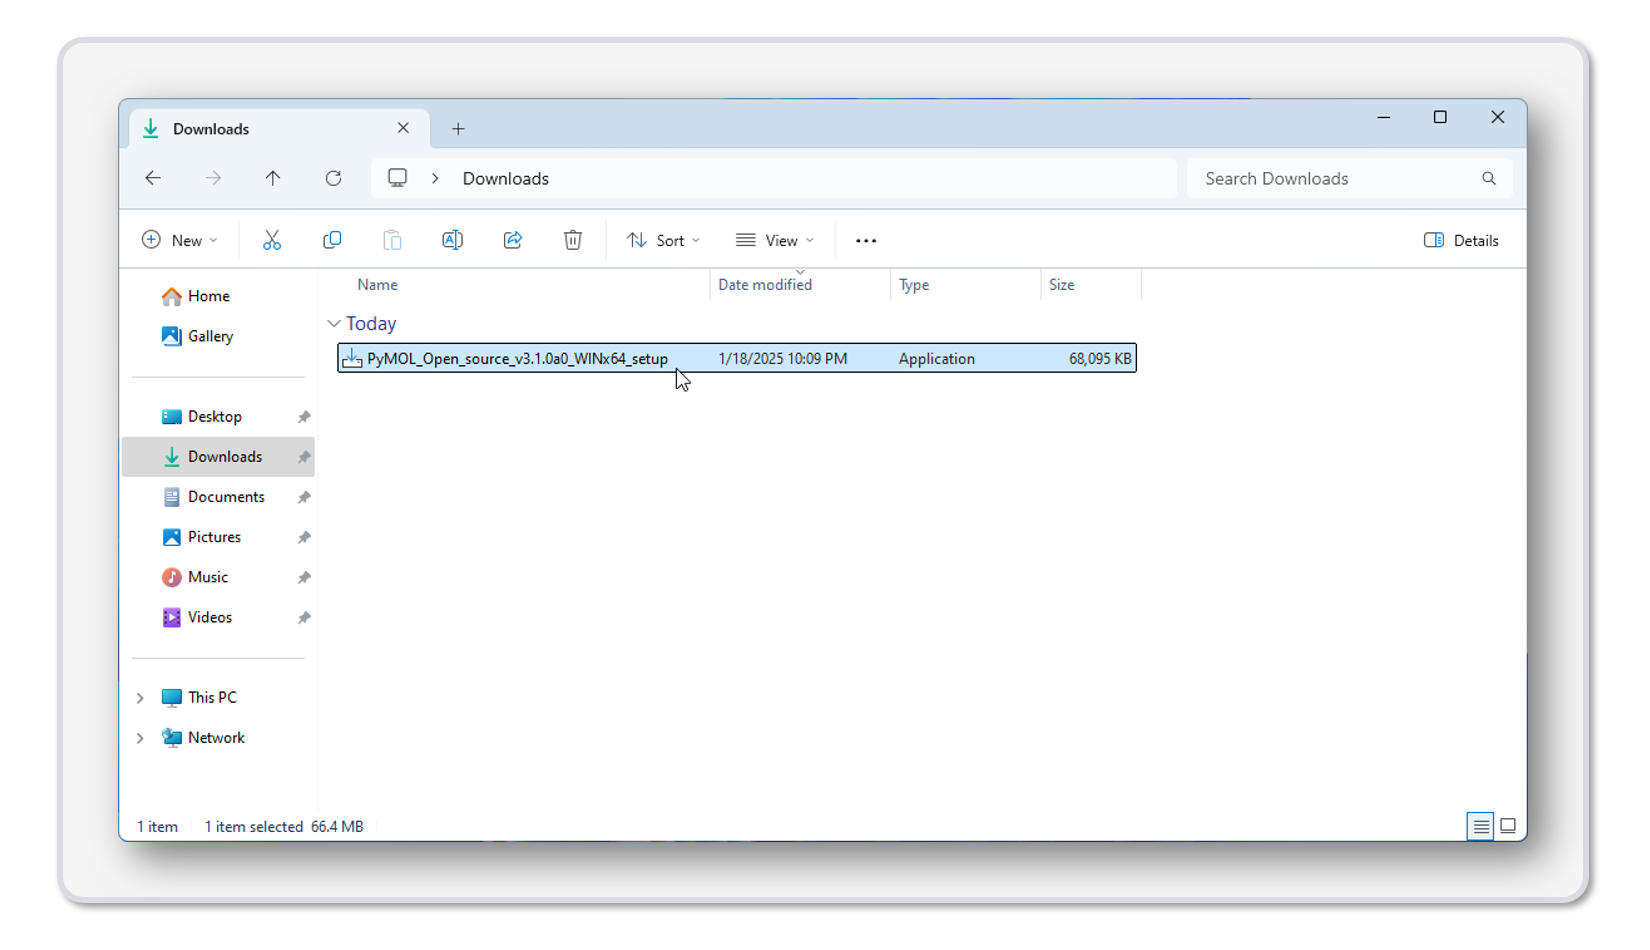 Downloads
Downloads
Search Downloads
New
Sort
View
Details
Name Date modified Type Size
Home
Gallery
Today
PyMOL_Open_source_v3.1.0a0_WINx64_setup 1/18/2025 10:09 PM Application 68,095 KB
Desktop
Downloads
Documents
Pictures
Music
Videos
This PC
Network
1 item 1 item selected 66.4 MB